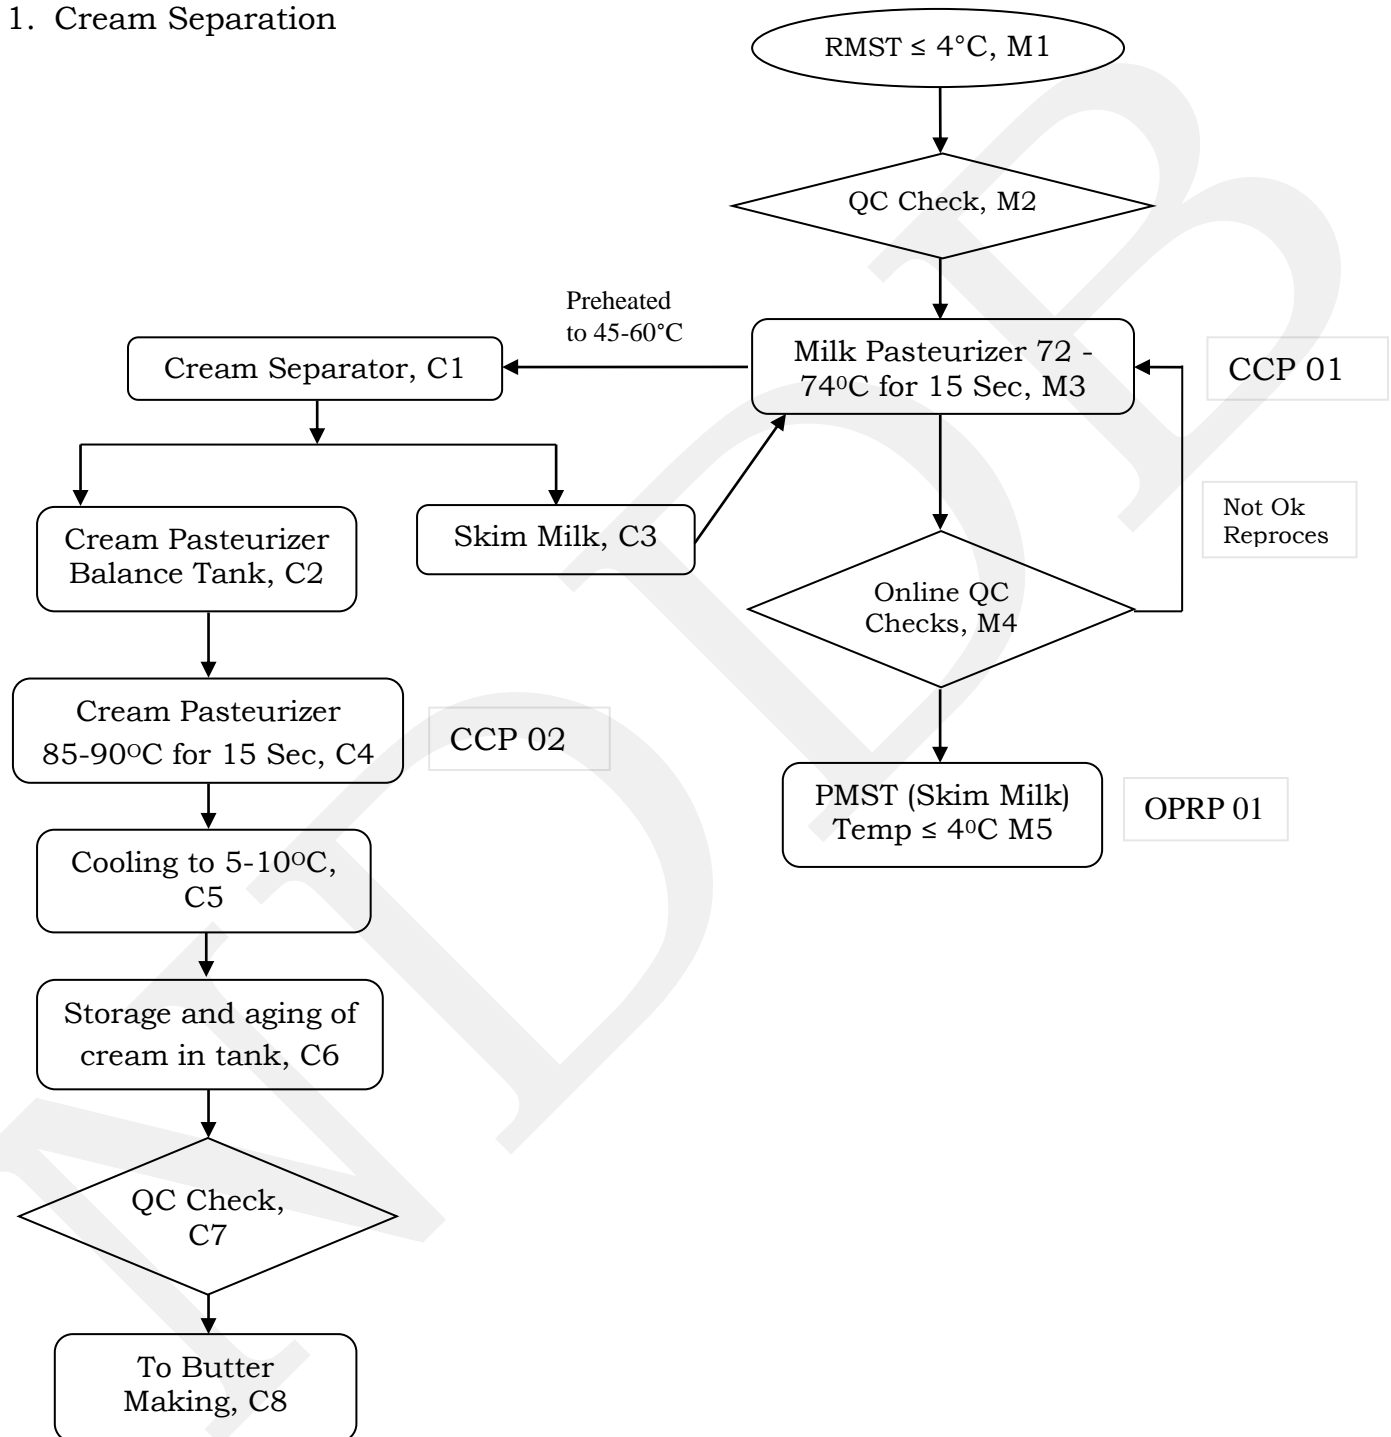 1. Cream Separation
RMST ≤ 4°C, M1
QC Check, M2
Preheated
to 45-60°C
Milk Pasteurizer 72 -
74⁰C for 15 Sec, M3
CCP 01
Cream Separator, C1
Not Ok
Reproces
Skim Milk, C3
Cream Pasteurizer
Balance Tank, C2
Online QC
Checks, M4
Cream Pasteurizer
85-90ᴼC for 15 Sec, C4
CCP 02
PMST (Skim Milk)
Temp ≤ 4⁰C M5
OPRP 01
Cooling to 5-10ᴼC,
C5
Storage and aging of
cream in tank, C6
QC Check,
C7
To Butter
Making, C8
NDDB